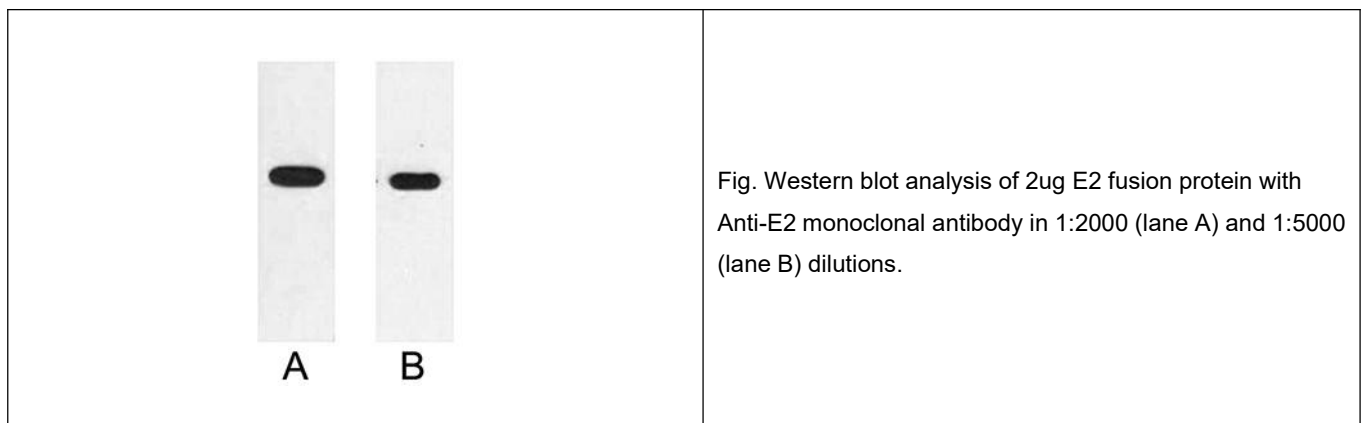 A B
Fig. Western blot analysis of 2ug E2 fusion protein with
Anti-E2 monoclonal antibody in 1:2000 (lane A) and 1:5000
(lane B) dilutions.